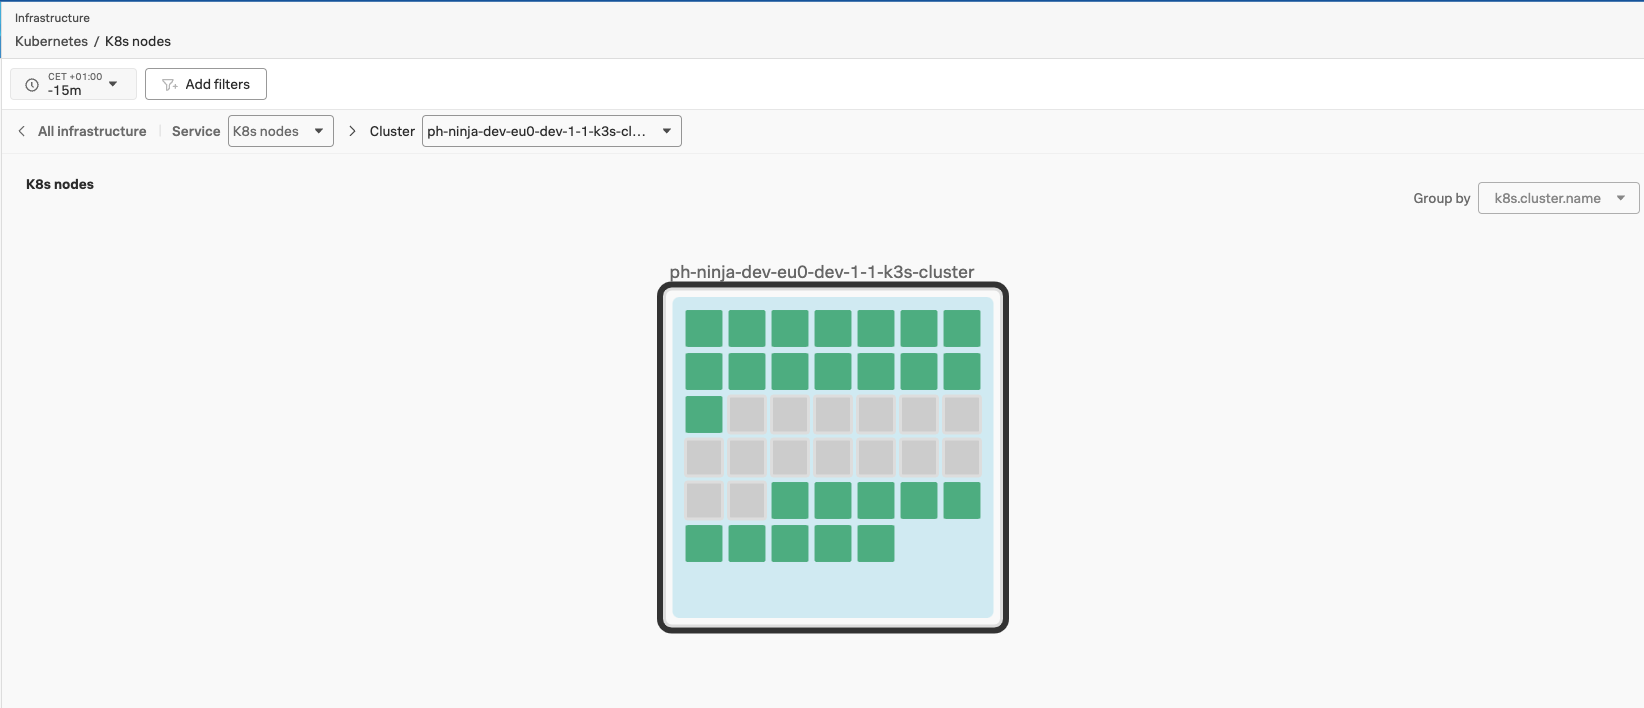 Infrastructure
Kubernetes / K8s nodes
CET +01:00
-15m
Add filters
All infrastructure Service K8s nodes Cluster ph-ninja-dev-eu0-dev-1-1-k3s-cl...
K8s nodes
Group by k8s.cluster.name
ph-ninja-dev-eu0-dev-1-1-k3s-cluster